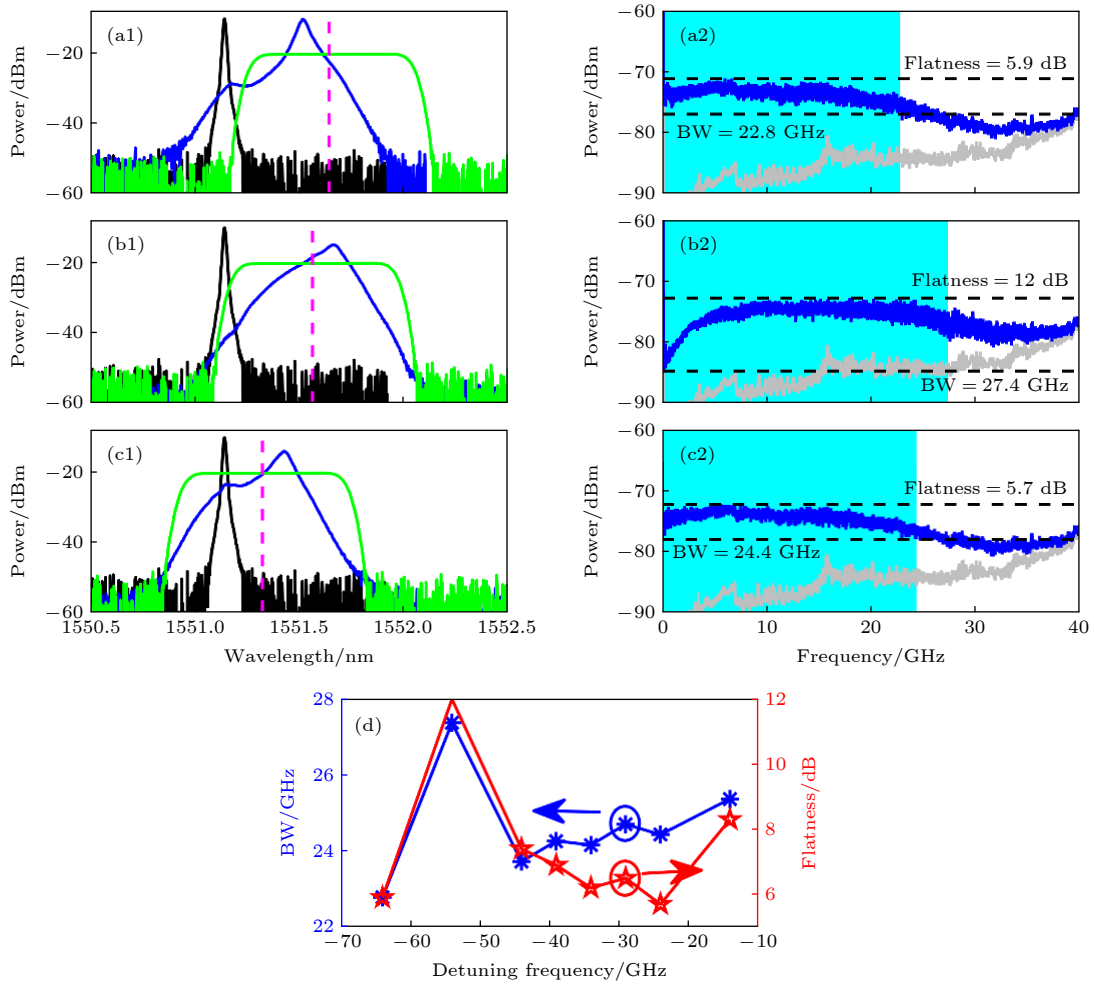 (a1)
Power/dBm
−20
−40
−60
(a2)
Flatness = 5.9 dB
BW = 22.8 GHz
Power/dBm
−60
−70
−80
−90
(b1)
Power/dBm
−20
−40
−60
(b2)
Flatness = 12 dB
BW = 27.4 GHz
Power/dBm
−60
−70
−80
−90
(c1)
Power/dBm
−20
−40
−60
1550.5 1551.0 1551.5 1552.0 1552.5
Wavelength/nm
(c2)
Flatness = 5.7 dB
BW = 24.4 GHz
Power/dBm
−60
−70
−80
−90
0 10 20 30 40
Frequency/GHz
(d)
BW/GHz
28
26
24
22
Flatness/dB
12
10
8
6
−70 −60 −50 −40 −30 −20 −10
Detuning frequency/GHz